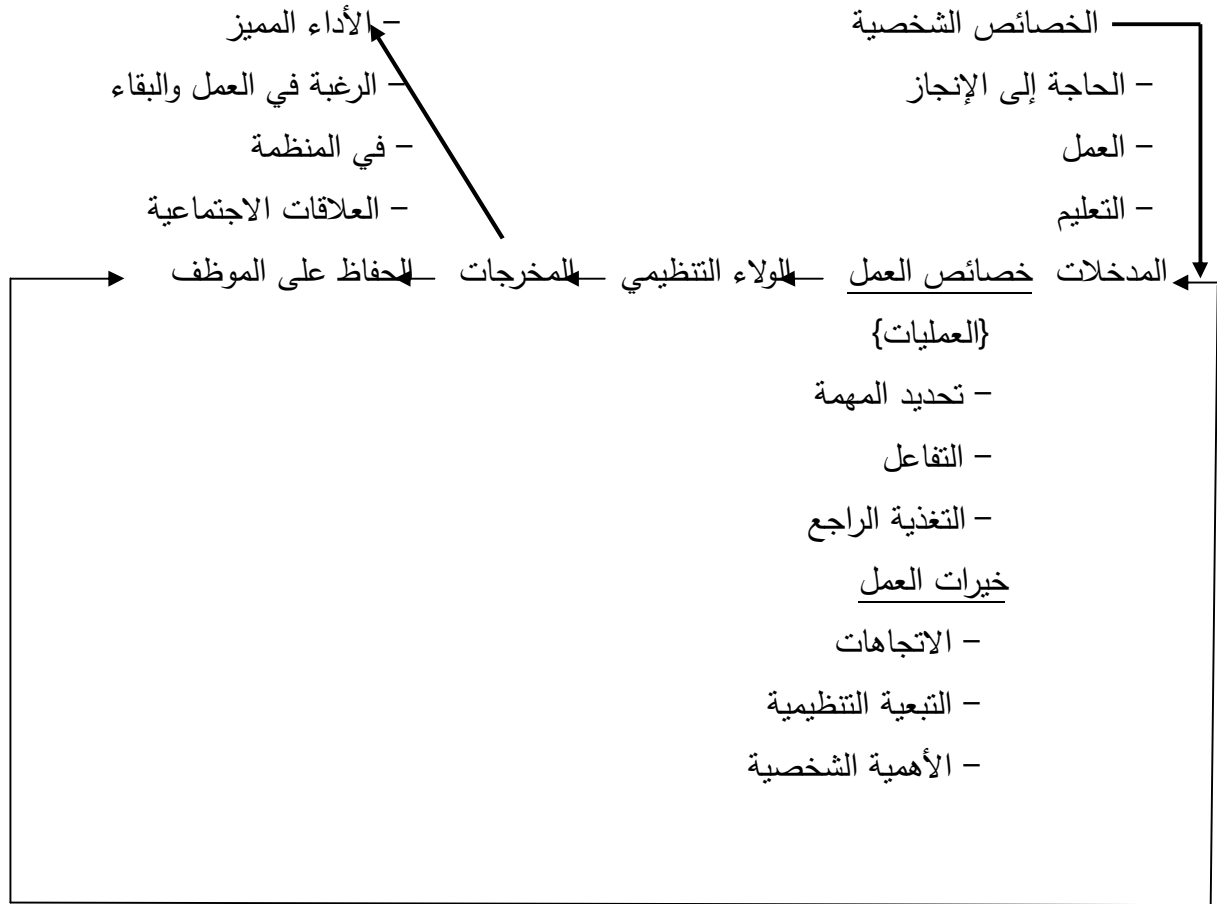 الخصائص الشخصية
– الحاجة إلى الإنجاز
– العمل
– التعليم
– الأداء المميز
– الرغبة في العمل والبقاء
– في المنظمة
– العلاقات الاجتماعية
المدخلات خصائص العمل الولاء التنظيمي المخرجات الحفاظ على الموظف
{العمليات}
– تحديد المهمة
– التفاعل
– التغذية الراجع
خيرات العمل
– الاتجاهات
– التبعية التنظيمية
– الأهمية الشخصية